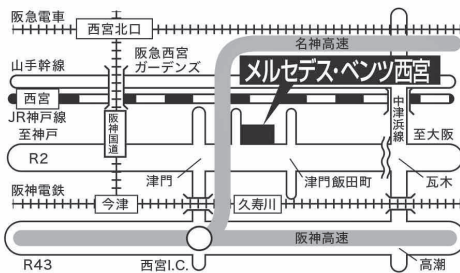 阪急電車
西宮北口
名神高速
阪急西宮
ガーデンズ
山手幹線
メルセデス・ベンツ西宮
西宮
JR神戸線
至神戸
阪神国道
中津浜線
至大阪
R2
津門
津門飯田町
瓦木
阪神電鉄
今津
久寿川
阪神高速
R43
西宮I.C.
高潮